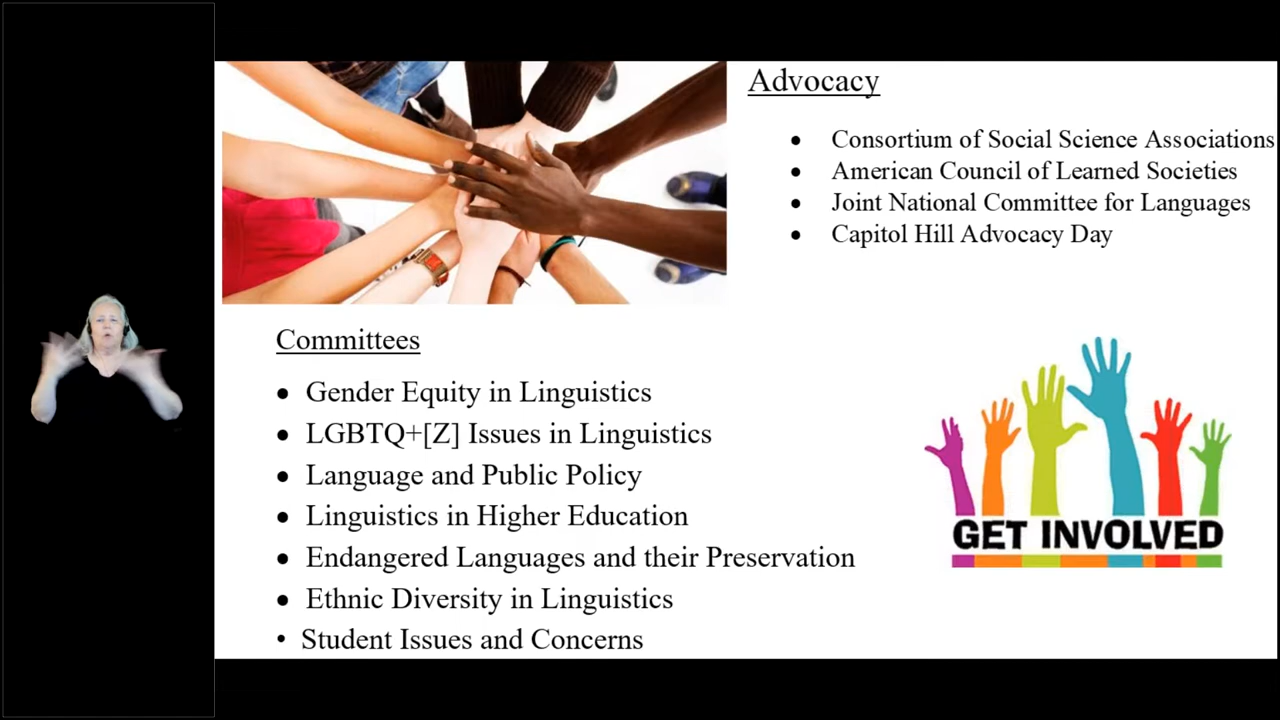 Advocacy
• Consortium of Social Science Associations
• American Council of Learned Societies
• Joint National Committee for Languages
• Capitol Hill Advocacy Day
Committees
• Gender Equity in Linguistics
• LGBTQ+[Z] Issues in Linguistics
• Language and Public Policy
• Linguistics in Higher Education
• Endangered Languages and their Preservation
• Ethnic Diversity in Linguistics
• Student Issues and Concerns
GET INVOLVED